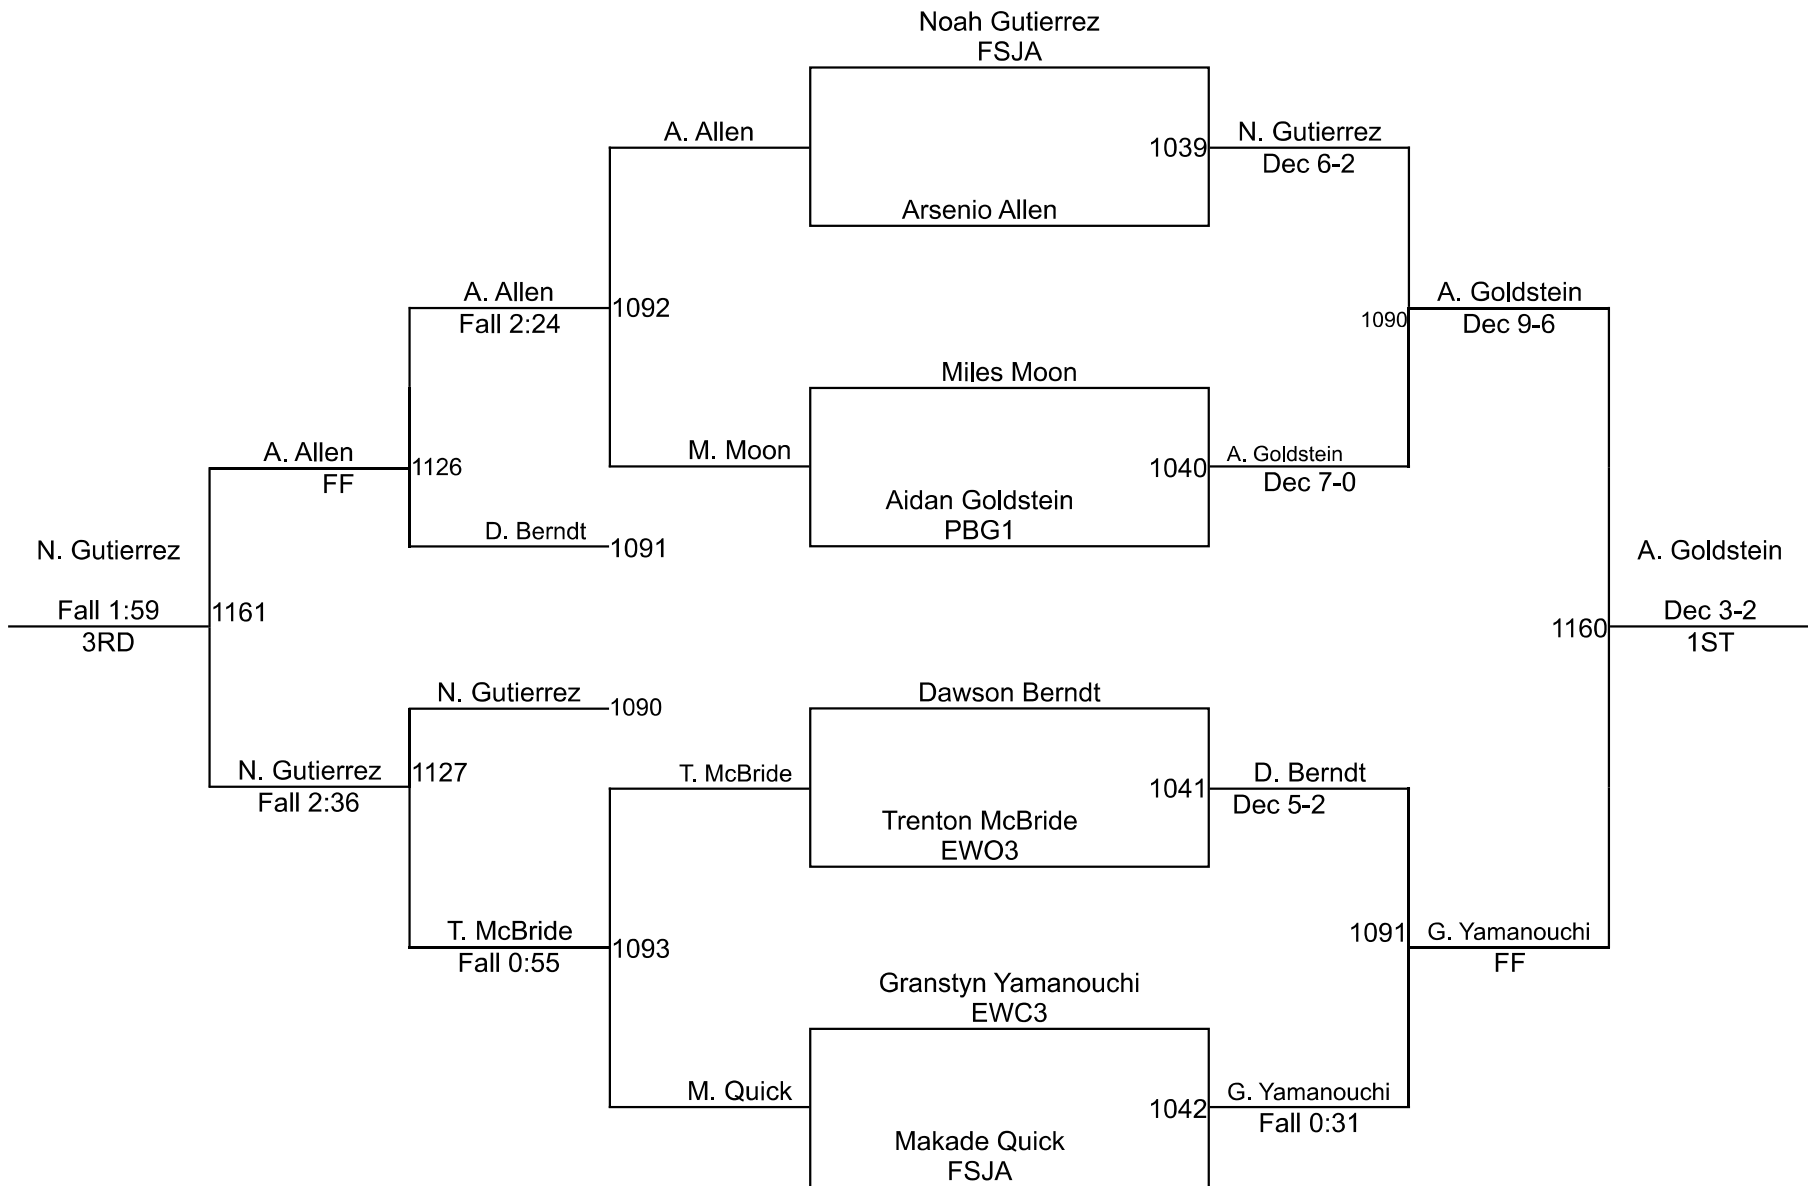 Noah Gutierrez
FSJA
A. Allen
1039
N. Gutierrez
Dec 6-2
Arsenio Allen
A. Allen
Fall 2:24
1092
1090
A. Goldstein
Dec 9-6
Miles Moon
A. Allen
FF
1126
M. Moon
1040
A. Goldstein
Dec 7-0
Aidan Goldstein
PBG1
D. Berndt
1091
N. Gutierrez
Fall 1:59
3RD
1161
A. Goldstein
Dec 3-2
1ST
1160
N. Gutierrez
1090
Dawson Berndt
N. Gutierrez
Fall 2:36
1127
T. McBride
1041
D. Berndt
Dec 5-2
Trenton McBride
EWO3
T. McBride
Fall 0:55
1093
1091
G. Yamanouchi
FF
Granstyn Yamanouchi
EWC3
M. Quick
1042
G. Yamanouchi
Fall 0:31
Makade Quick
FSJA